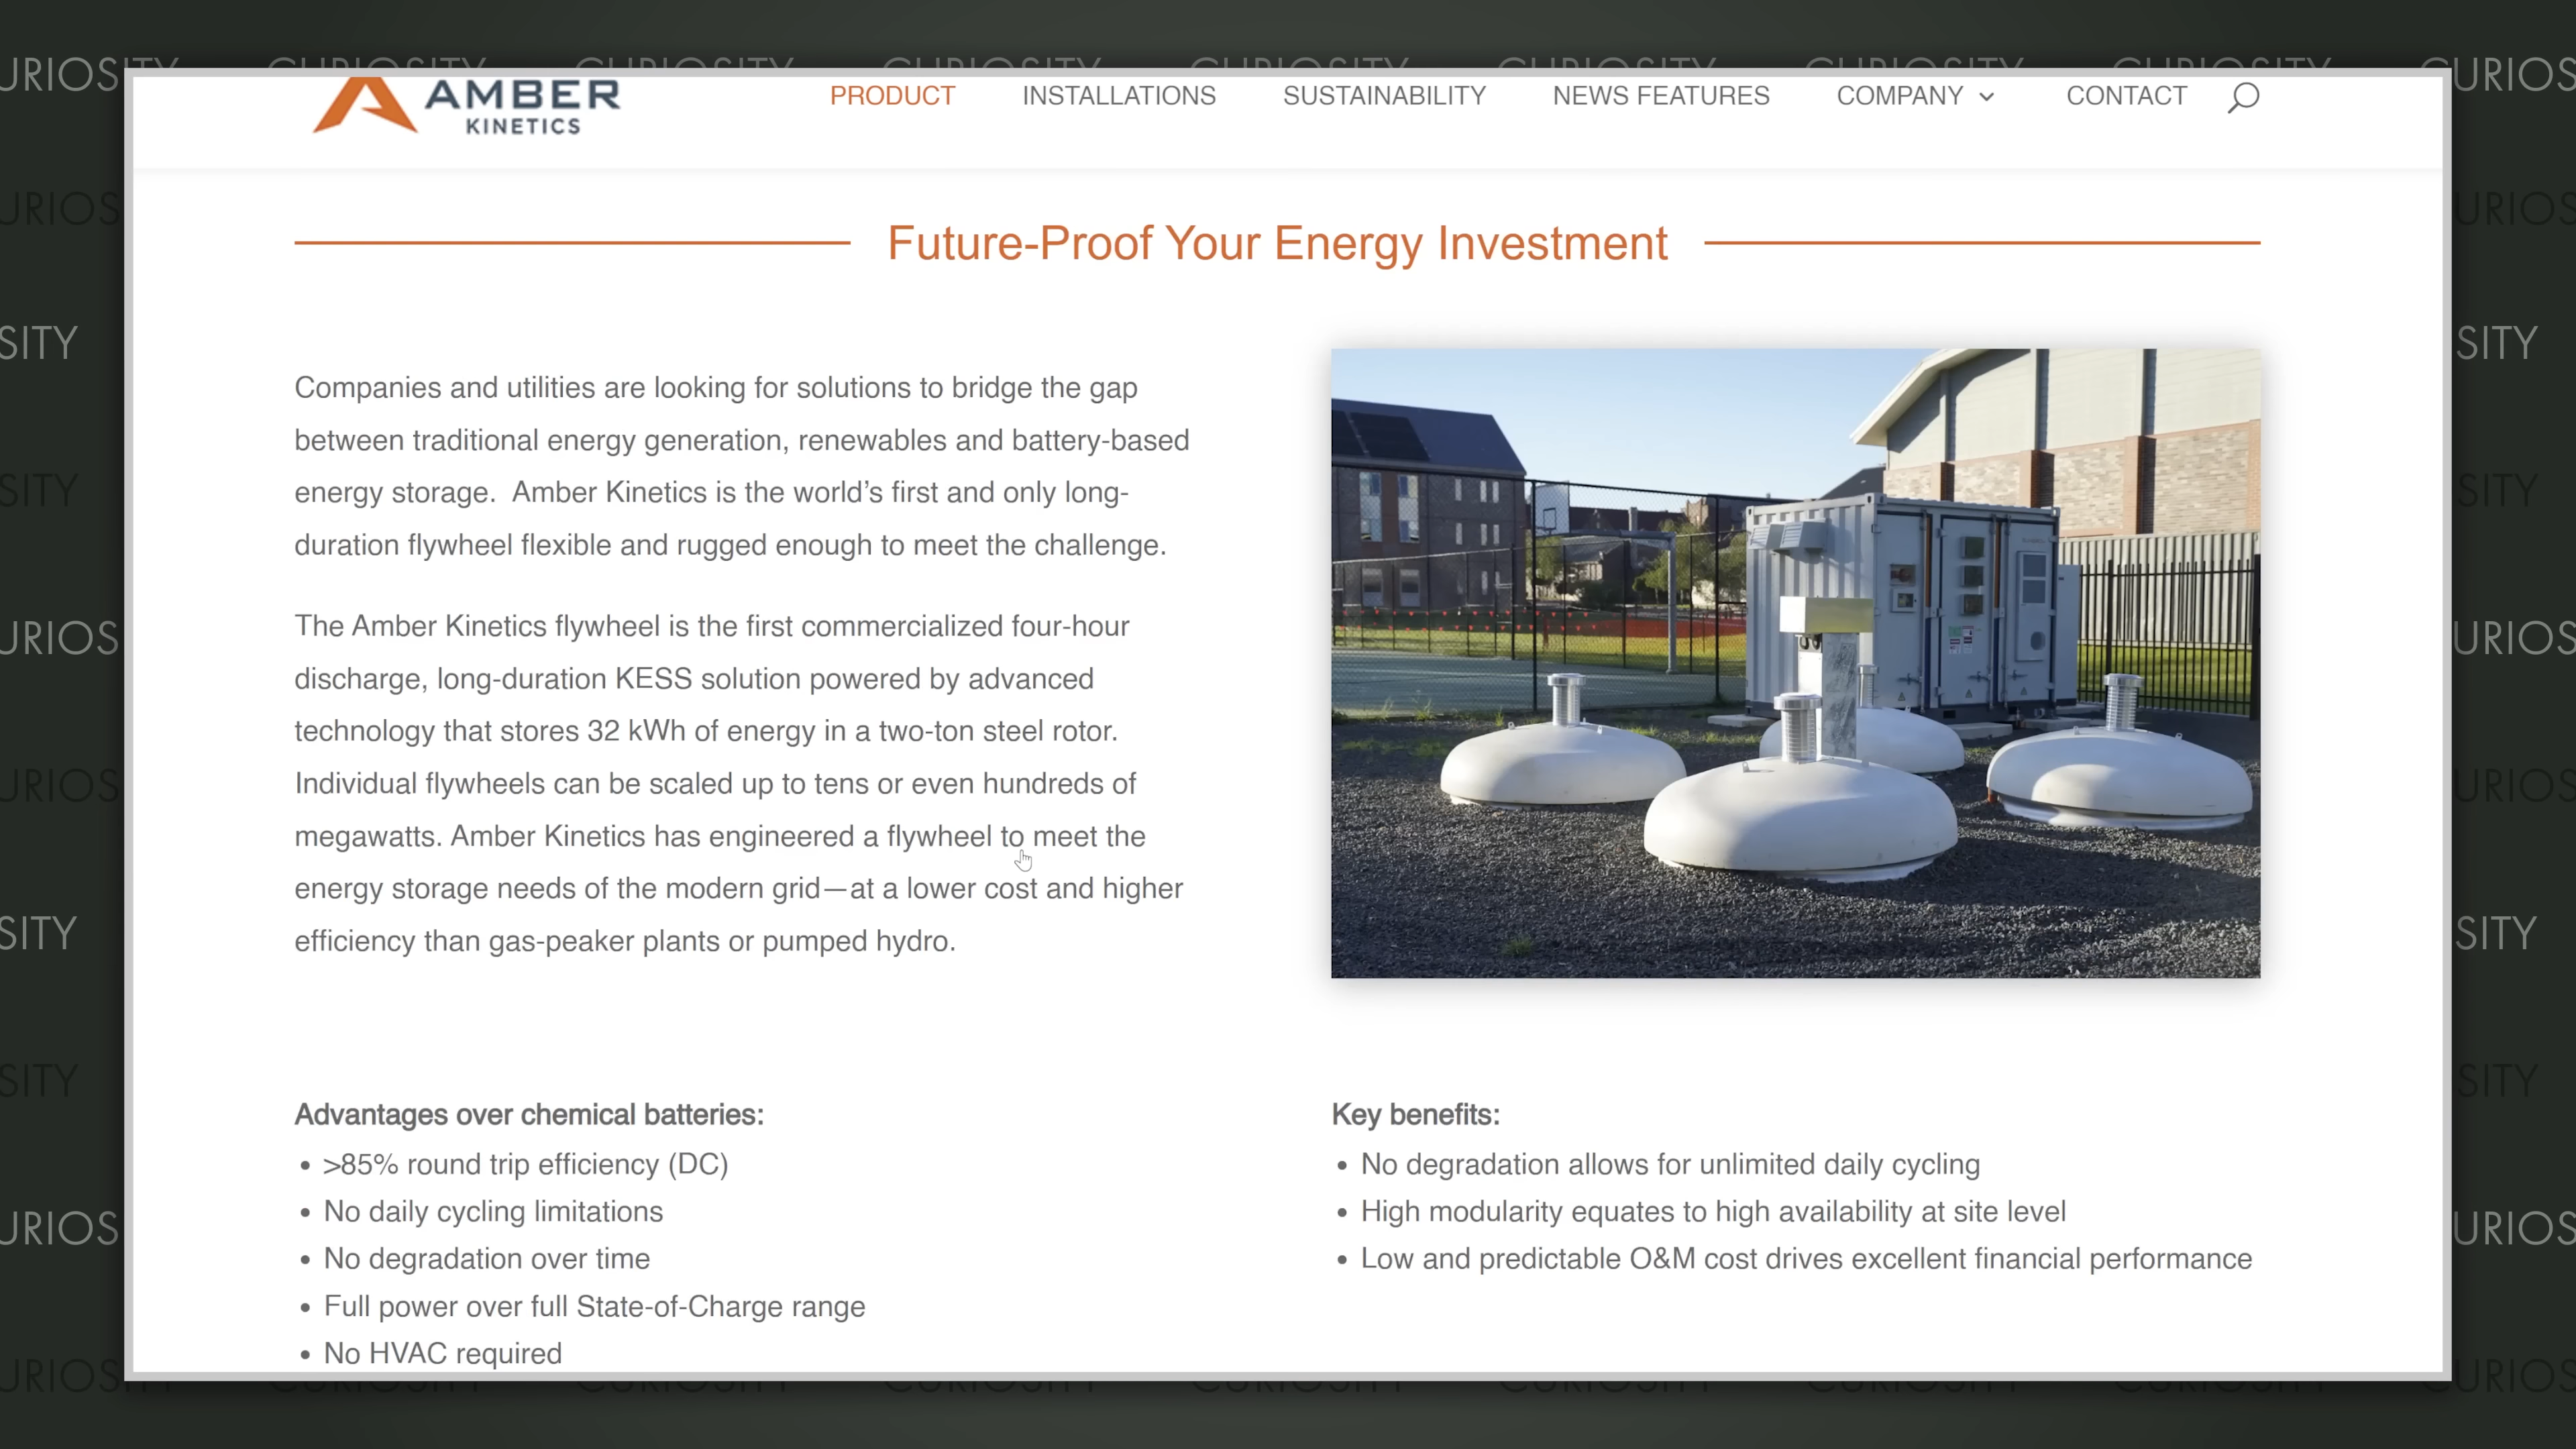 CURIOSITY CURIOSITY CURIOSITY CURIOSITY CURIOSITY CURIOSITY CURIOSITY
AMBER
KINETICS
PRODUCT INSTALLATIONS SUSTAINABILITY NEWS FEATURES COMPANY CONTACT
Future-Proof Your Energy Investment
Companies and utilities are looking for solutions to bridge the gap
between traditional energy generation, renewables and battery-based
energy storage.  Amber Kinetics is the world’s first and only long-
duration flywheel flexible and rugged enough to meet the challenge.
The Amber Kinetics flywheel is the first commercialized four-hour
discharge, long-duration KESS solution powered by advanced
technology that stores 32 kWh of energy in a two-ton steel rotor.
Individual flywheels can be scaled up to tens or even hundreds of
megawatts. Amber Kinetics has engineered a flywheel to meet the
energy storage needs of the modern grid—at a lower cost and higher
efficiency than gas-peaker plants or pumped hydro.
Advantages over chemical batteries:
• >85% round trip efficiency (DC)
• No daily cycling limitations
• No degradation over time
• Full power over full State-of-Charge range
• No HVAC required
Key benefits:
• No degradation allows for unlimited daily cycling
• High modularity equates to high availability at site level
• Low and predictable O&M cost drives excellent financial performance